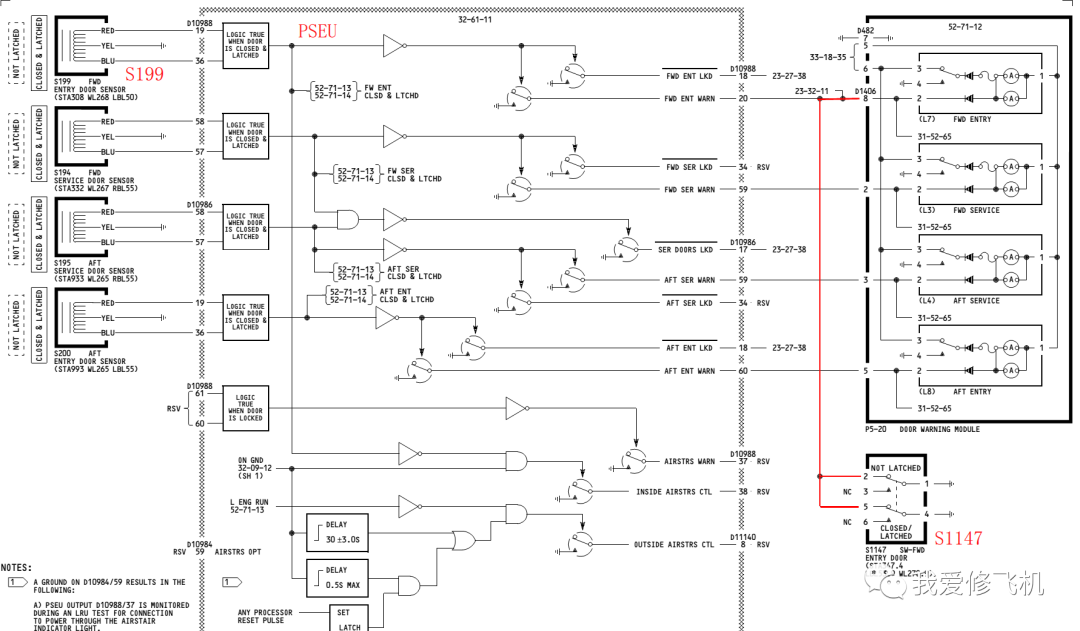 32-61-11
PSEU
52-71-12
NOT LATCHED
CLOSED & LATCHED
RED
YEL
BLU
S199 FWD
ENTRY DOOR SENSOR
(STA308 WL268 LBL50)
S199
D10988
19
36
LOGIC TRUE
WHEN DOOR
IS CLOSED &
LATCHED
52-71-13
52-71-14
FW ENT
CLSD & LTCHD
FWD ENT LKD
D10988
18
23-27-38
FWD ENT WARN
20
23-32-11
D1406
8
33-18-35
D482
7
5
6
3
4
2
1
A
A
(L7)
FWD ENTRY
31-52-65
NOT LATCHED
CLOSED & LATCHED
RED
YEL
BLU
S194 FWD
SERVICE DOOR SENSOR
(STA332 WL267 RBL55)
58
57
LOGIC TRUE
WHEN DOOR
IS CLOSED &
LATCHED
52-71-13
52-71-14
FW SER
CLSD & LTCHD
FWD SER LKD
34
RSV
FWD SER WARN
59
2
3
4
2
1
A
A
(L3)
FWD SERVICE
31-52-65
NOT LATCHED
CLOSED & LATCHED
RED
YEL
BLU
S195 AFT
SERVICE DOOR SENSOR
(STA933 WL265 RBL55)
D10986
58
57
LOGIC TRUE
WHEN DOOR
IS CLOSED &
LATCHED
52-71-13
52-71-14
AFT SER
CLSD & LTCHD
SER DOORS LKD
D10986
17
23-27-38
AFT SER WARN
59
3
AFT SER LKD
34
RSV
3
4
2
1
A
A
(L4)
AFT SERVICE
31-52-65
NOT LATCHED
CLOSED & LATCHED
RED
YEL
BLU
S200 AFT
ENTRY DOOR SENSOR
(STA993 WL265 LBL55)
19
36
LOGIC TRUE
WHEN DOOR
IS CLOSED &
LATCHED
52-71-13
52-71-14
AFT ENT
CLSD & LTCHD
AFT ENT LKD
18
23-27-38
AFT ENT WARN
60
5
3
4
2
1
A
A
(L8)
AFT ENTRY
31-52-65
P5-20 DOOR WARNING MODULE
RSV
D10988
61
60
LOGIC
TRUE
WHEN DOOR
IS LOCKED
AIRSTRS WARN
D10988
37
RSV
ON GND
32-09-12
(SH 1)
INSIDE AIRSTRS CTL
38
RSV
L ENG RUN
52-71-13
DELAY
30 ±3.0S
OUTSIDE AIRSTRS CTL
D11140
8
RSV
RSV
D10984
59
AIRSTRS OPT
DELAY
0.5S MAX
1
ANY PROCESSOR
RESET PULSE
SET
LATCH
NOT LATCHED
2
NC
3
1
5
NC
6
4
CLOSED/
LATCHED
S1147
S1147 SW-FWD
ENTRY DOOR
我爱修飞机
NOTES:
1
A GROUND ON D10984/59 RESULTS IN THE
FOLLOWING:
A) PSEU OUTPUT D10988/37 IS MONITORED
DURING AN LRU TEST FOR CONNECTION
TO POWER THROUGH THE AIRSTAIR
INDICATOR LIGHT.